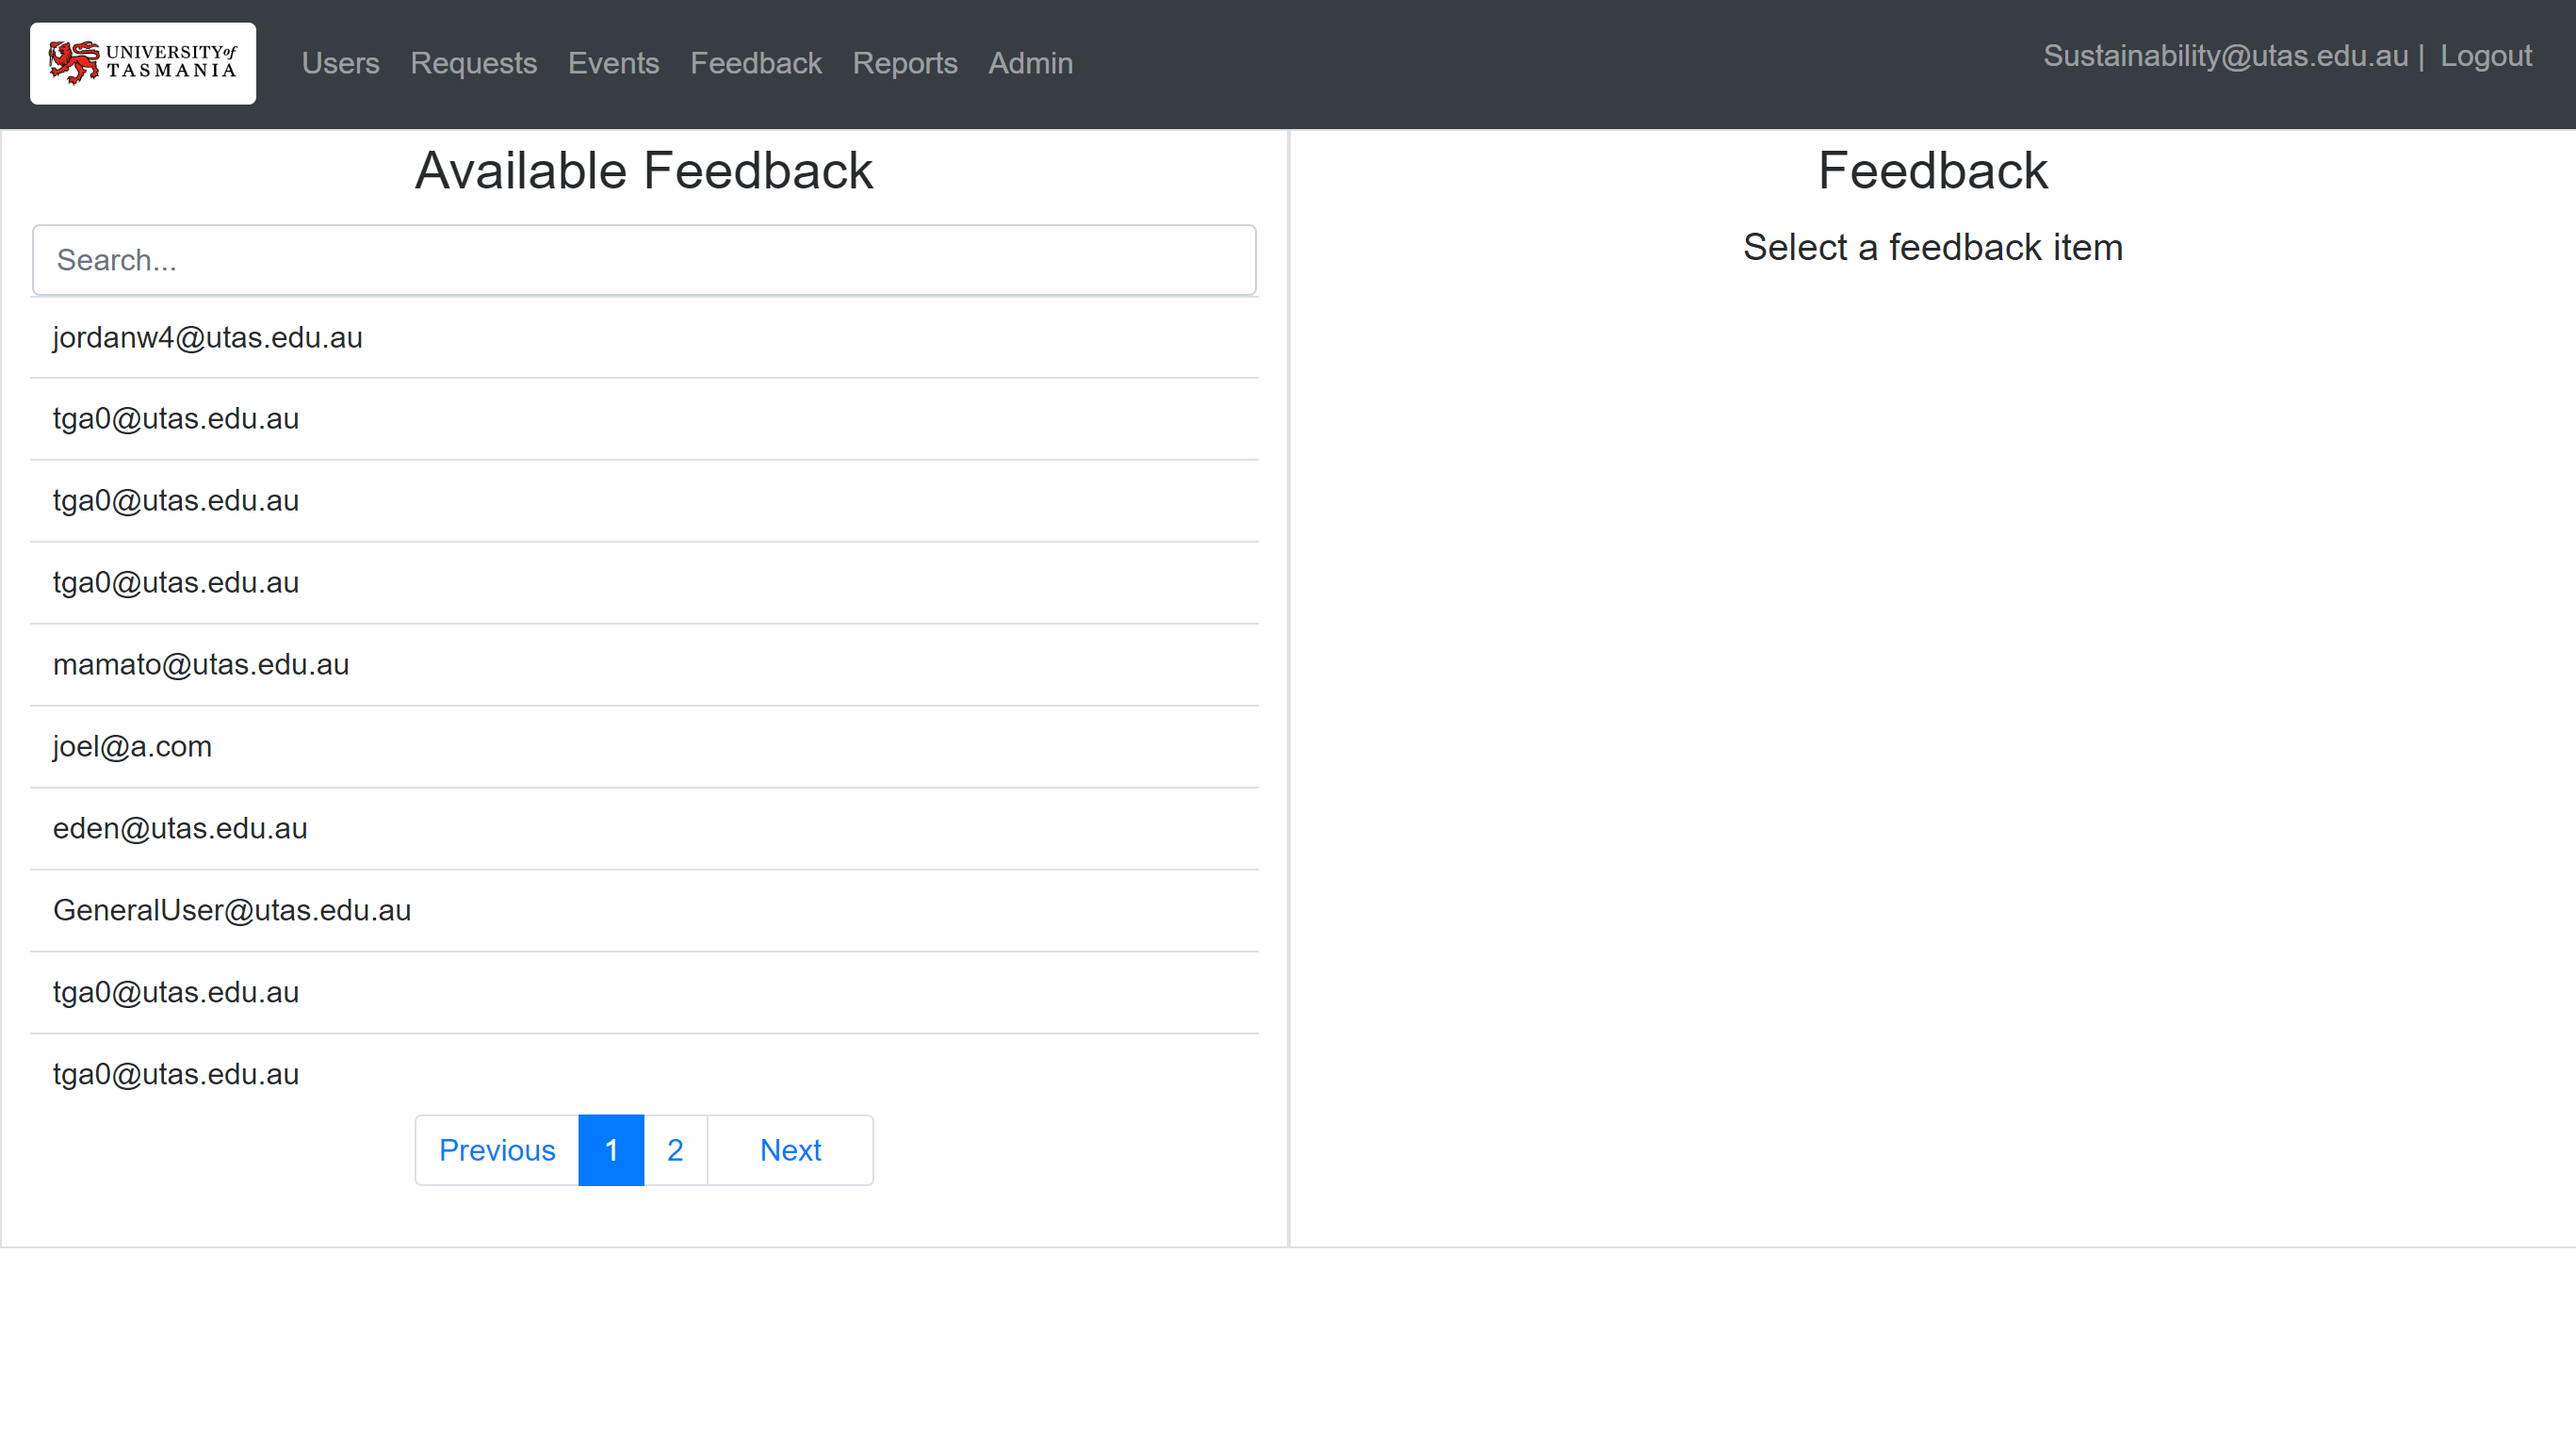 UNIVERSITYof
TASMANIA
Users Requests Events Feedback Reports Admin
Sustainability@utas.edu.au | Logout
Available Feedback
Search...
jordanw4@utas.edu.au
tga0@utas.edu.au
tga0@utas.edu.au
tga0@utas.edu.au
mamato@utas.edu.au
joel@a.com
eden@utas.edu.au
GeneralUser@utas.edu.au
tga0@utas.edu.au
tga0@utas.edu.au
Previous 1 2 Next
Feedback
Select a feedback item